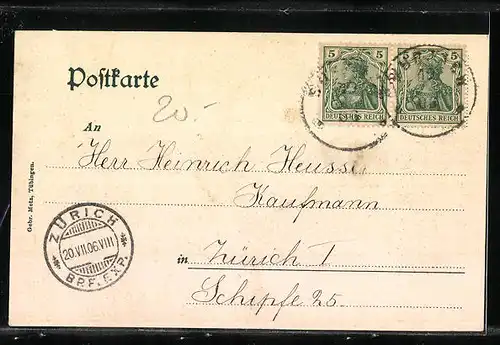 5 5
DEUTSCHES REICH DEUTSCHES REICH
Postkarte
20.-
An
Herr Heinrich Heussi
Kaufmann
in Zürich I
Schipfe 25.
ZÜRICH
20.VII.06.VIII
BRF. EXP.
Gebr. Metz, Tübingen.